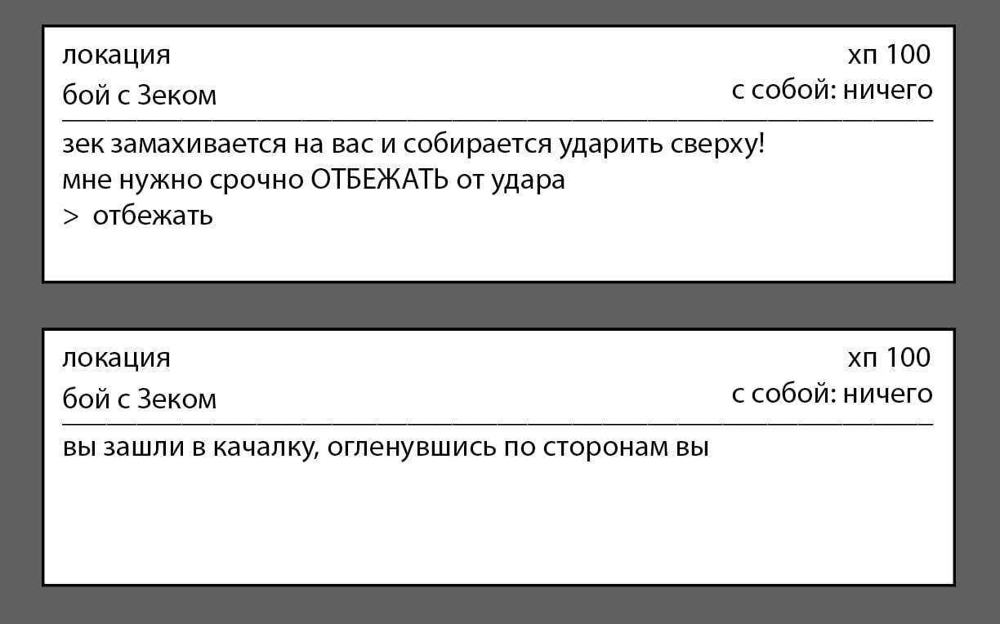 локация
хп 100
бой с Зеком
с собой: ничего
зек замахивается на вас и собирается ударить сверху!
мне нужно срочно ОТБЕЖАТЬ от удара
> отбежать
локация
хп 100
бой с Зеком
с собой: ничего
вы зашли в качалку, огленувшись по сторонам вы